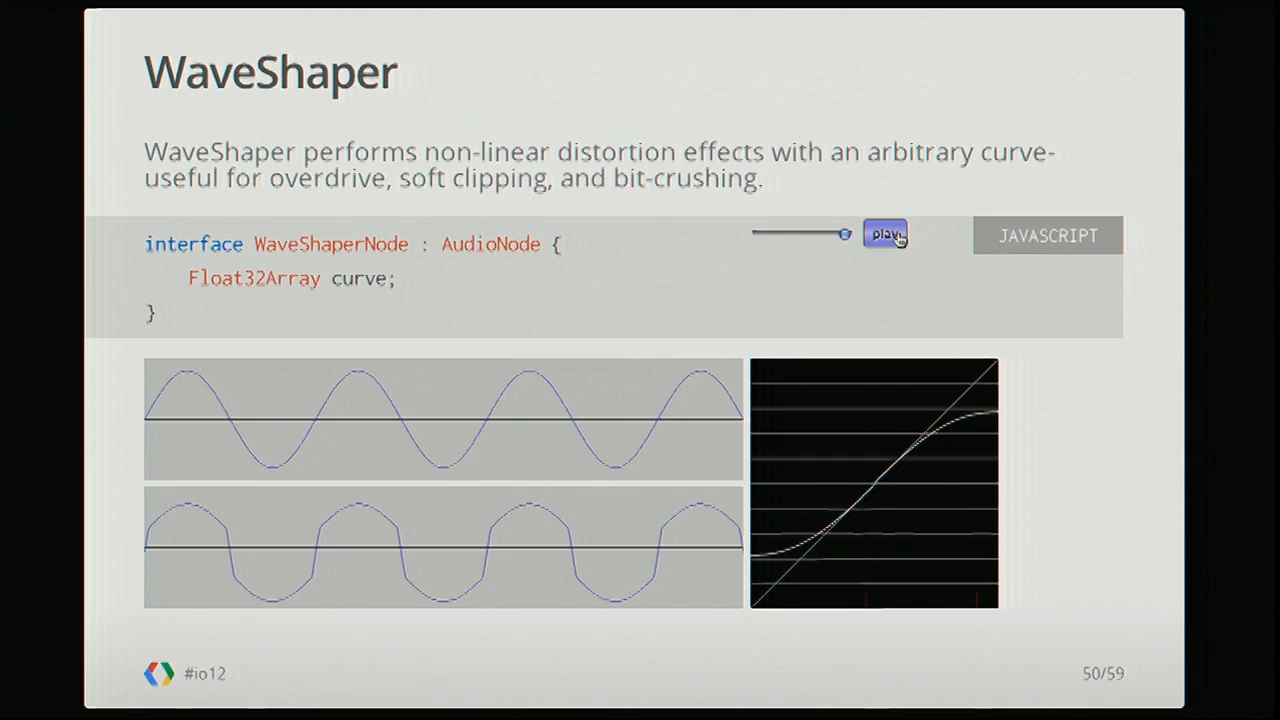 WaveShaper
WaveShaper performs non-linear distortion effects with an arbitrary curve-
useful for overdrive, soft clipping, and bit-crushing.
interface WaveShaperNode : AudioNode {
Float32Array curve;
}
play
JAVASCRIPT
#io12
50/59